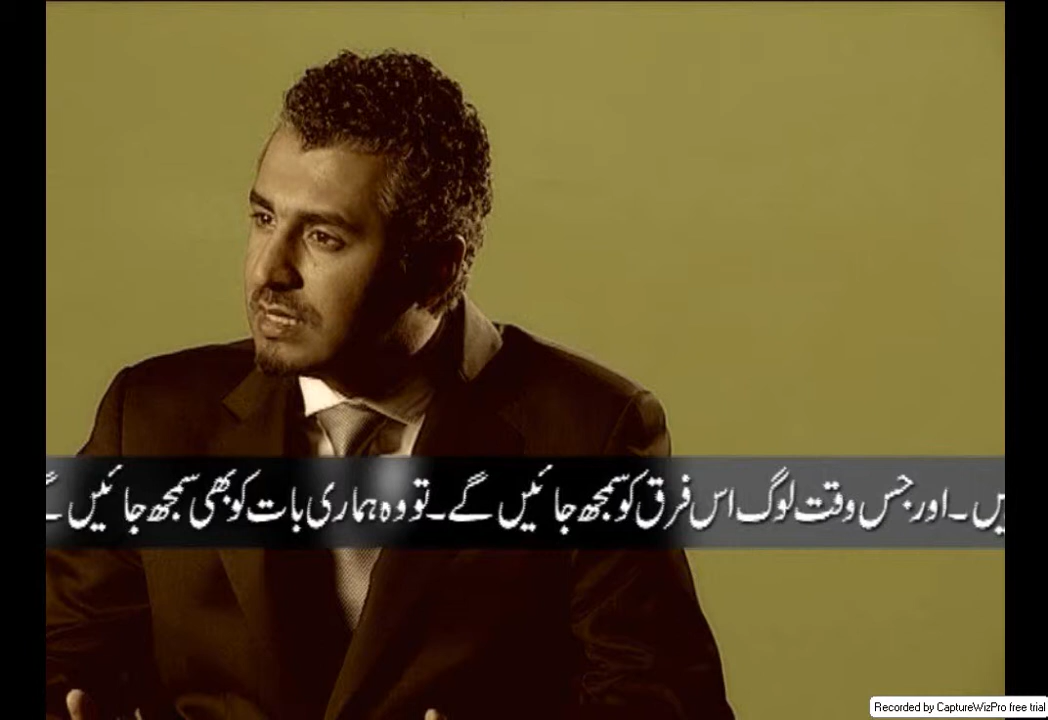 یں۔اور جس وقت لوگ اس فرق کو سمجھ جائیں گے۔تو وہ ہماری بات کو بھی سمجھ جائیں گے
Recorded by CaptureWizPro free trial